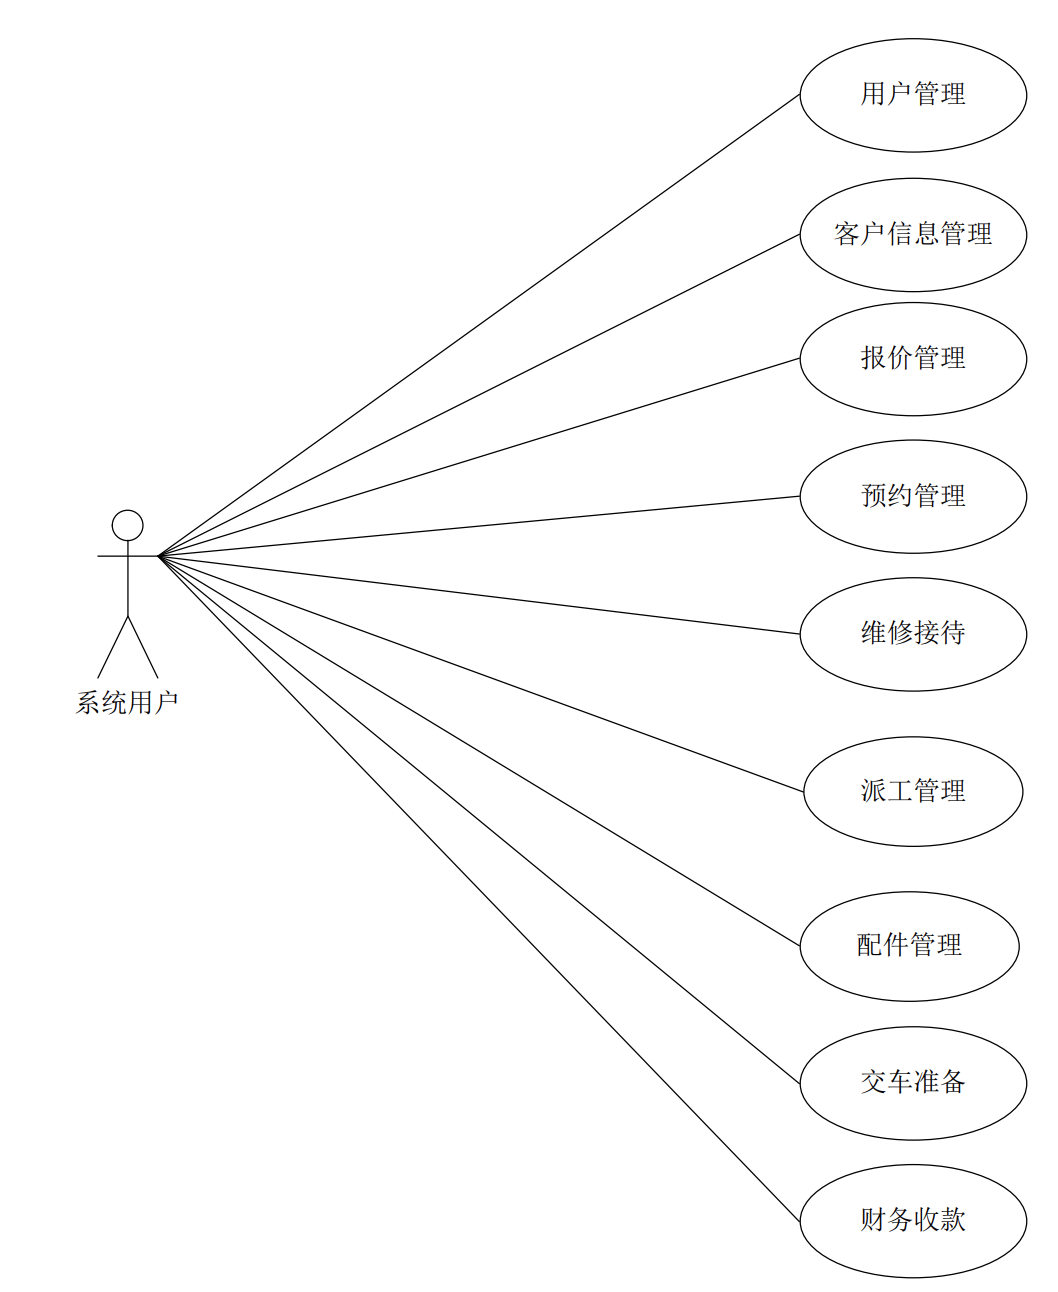 用户管理
客户信息管理
报价管理
预约管理
维修接待
系统用户
派工管理
配件管理
交车准备
财务收款